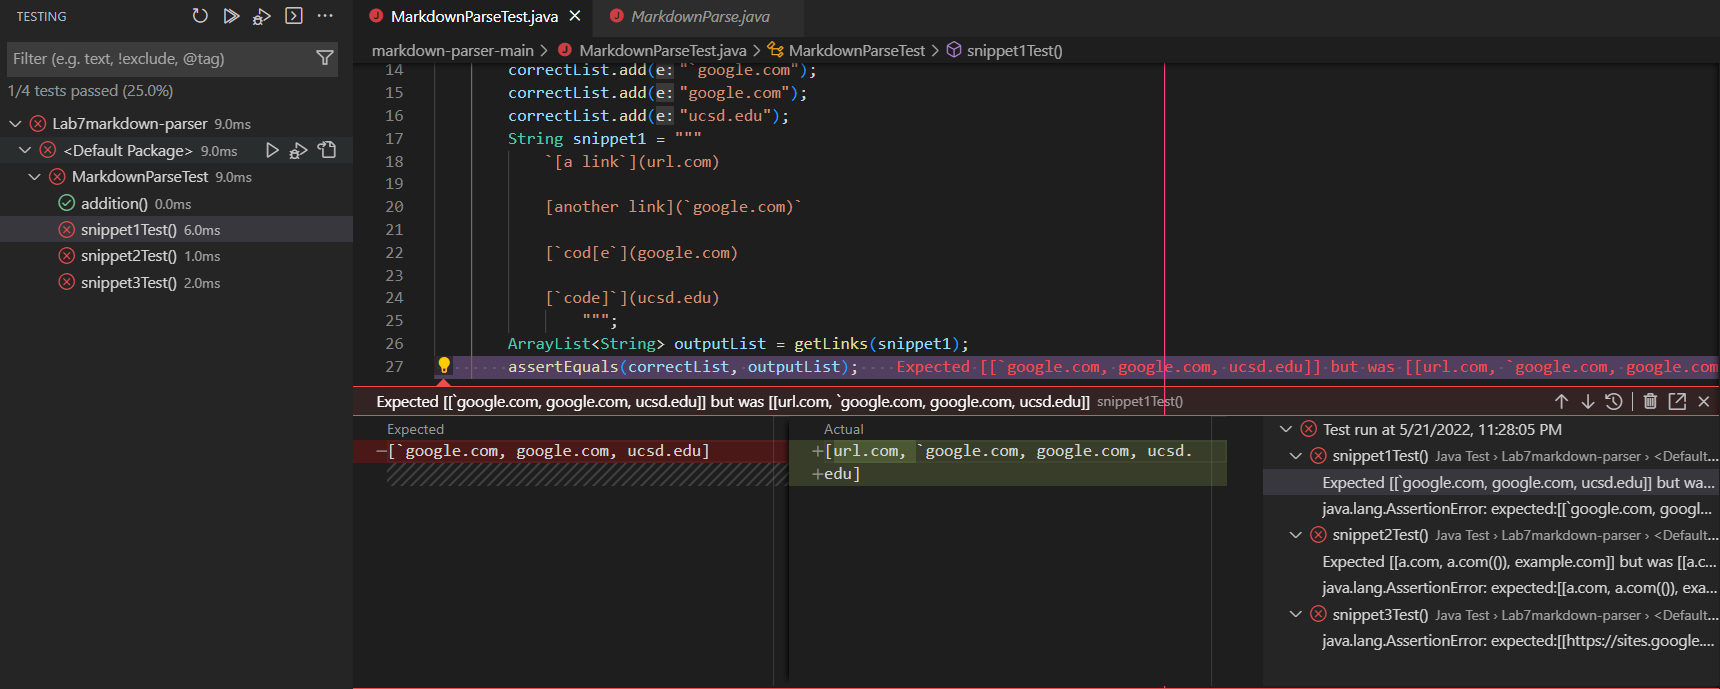 TESTING
Filter (e.g. text, !exclude, @tag)
1/4 tests passed (25.0%)
Lab7markdown-parser 9.0ms
<Default Package> 9.0ms
MarkdownParseTest 9.0ms
addition() 0.0ms
snippet1Test() 6.0ms
snippet2Test() 1.0ms
snippet3Test() 2.0ms
MarkdownParseTest.java
MarkdownParse.java
markdown-parser-main > MarkdownParseTest.java > MarkdownParseTest > snippet1Test()
14 correctList.add(e: "`google.com");
15 correctList.add(e: "google.com");
16 correctList.add(e: "ucsd.edu");
17 String snippet1 = """
18 `[a link`](url.com)
19
20 [another link](`google.com)`
21
22 [`cod[e`](google.com)
23
24 [`code]`](ucsd.edu)
25 """;
26 ArrayList<String> outputList = getLinks(snippet1);
27 assertEquals(correctList, outputList); Expected [[`google.com, google.com, ucsd.edu]] but was [[url.com, `google.com, google.com
Expected [[`google.com, google.com, ucsd.edu]] but was [[url.com, `google.com, google.com, ucsd.edu]] snippet1Test()
Expected
−[`google.com, google.com, ucsd.edu]
Actual
+[url.com, `google.com, google.com, ucsd.
+edu]
Test run at 5/21/2022, 11:28:05 PM
snippet1Test() Java Test › Lab7markdown-parser › <Default...
Expected [[`google.com, google.com, ucsd.edu]] but wa...
java.lang.AssertionError: expected:[[`google.com, googl...
snippet2Test() Java Test › Lab7markdown-parser › <Default...
Expected [[a.com, a.com(()), example.com]] but was [[a.c...
java.lang.AssertionError: expected:[[a.com, a.com(()), exa...
snippet3Test() Java Test › Lab7markdown-parser › <Default...
java.lang.AssertionError: expected:[[https://sites.google....